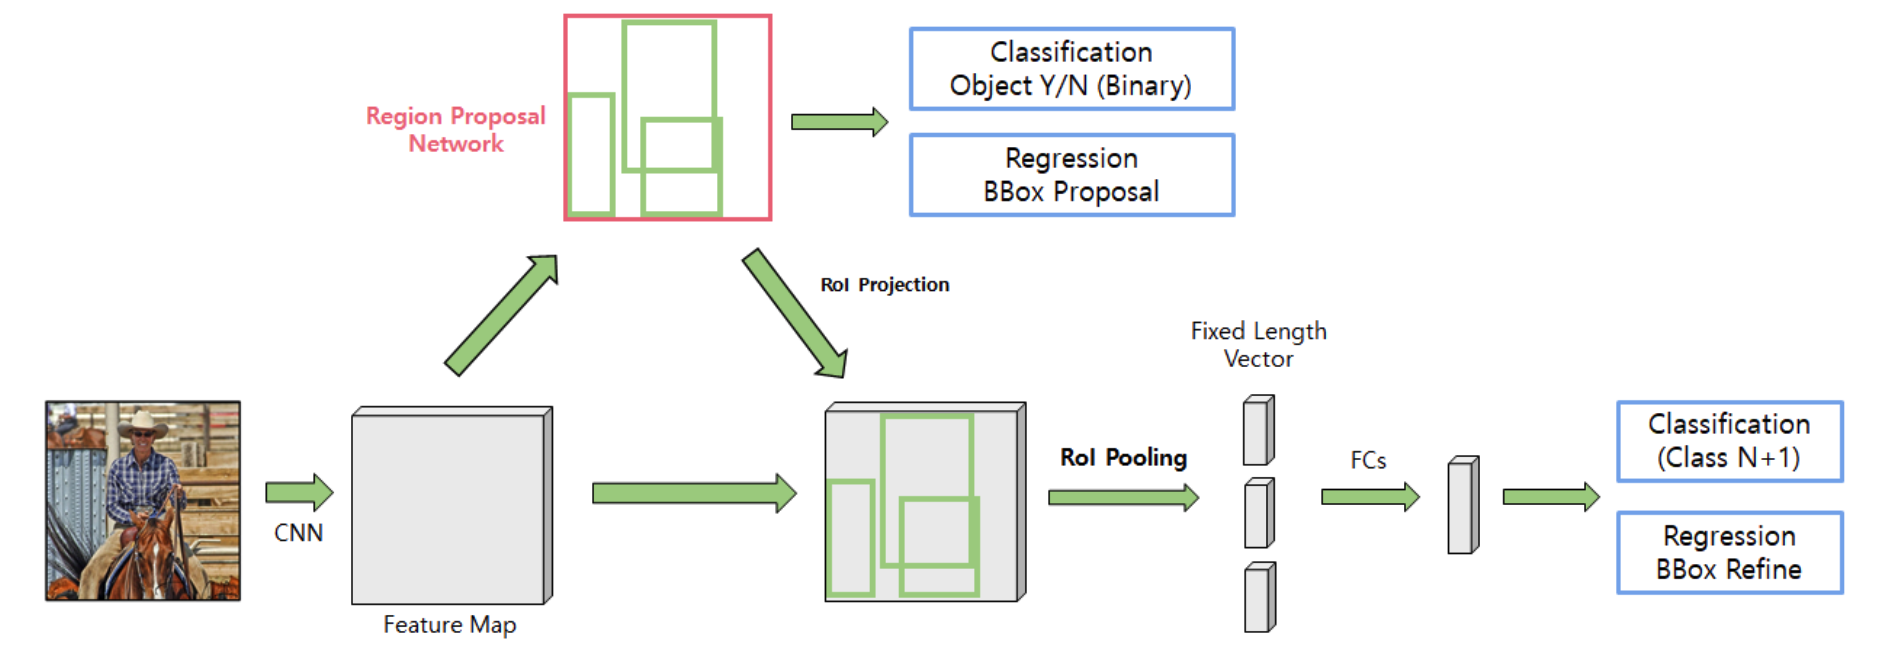 Classification
Object Y/N (Binary)
Region Proposal
Network
Regression
BBox Proposal
RoI Projection
Fixed Length
Vector
RoI Pooling
FCs
Classification
(Class N+1)
CNN
Regression
BBox Refine
Feature Map